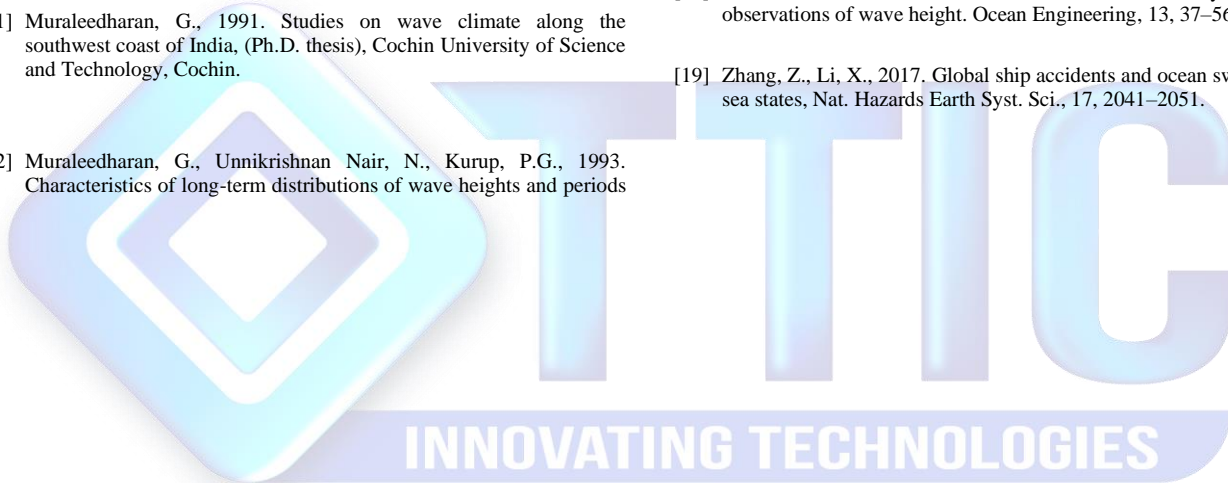 1] Muraleedharan, G., 1991. Studies on wave climate along the
southwest coast of India, (Ph.D. thesis), Cochin University of Science
and Technology, Cochin.
2] Muraleedharan, G., Unnikrishnan Nair, N., Kurup, P.G., 1993.
Characteristics of long-term distributions of wave heights and periods
observations of wave height. Ocean Engineering, 13, 37–56
[19] Zhang, Z., Li, X., 2017. Global ship accidents and ocean sw
sea states, Nat. Hazards Earth Syst. Sci., 17, 2041–2051.
TTIC
INNOVATING TECHNOLOGIES